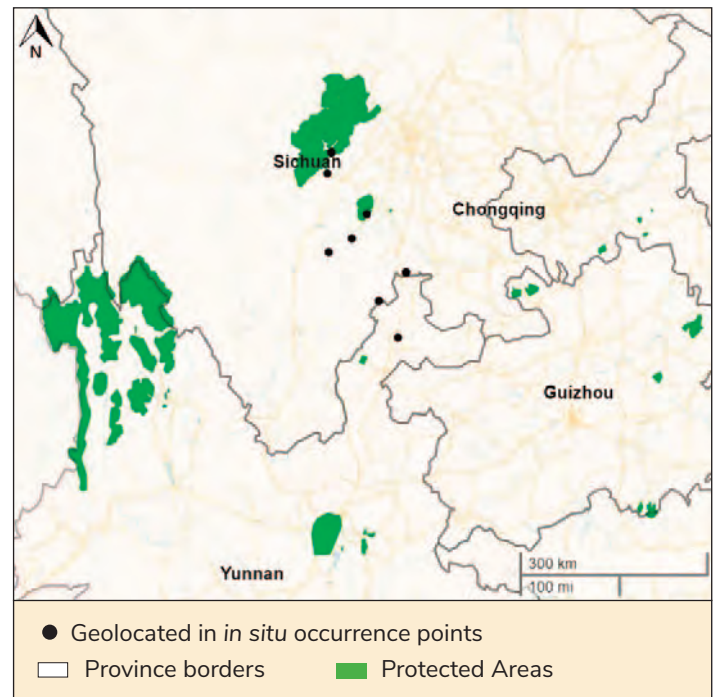 N
Sichuan
Chongqing
Guizhou
300 km
100 mi
Yunnan
Geolocated in in situ occurrence points
Province borders
Protected Areas